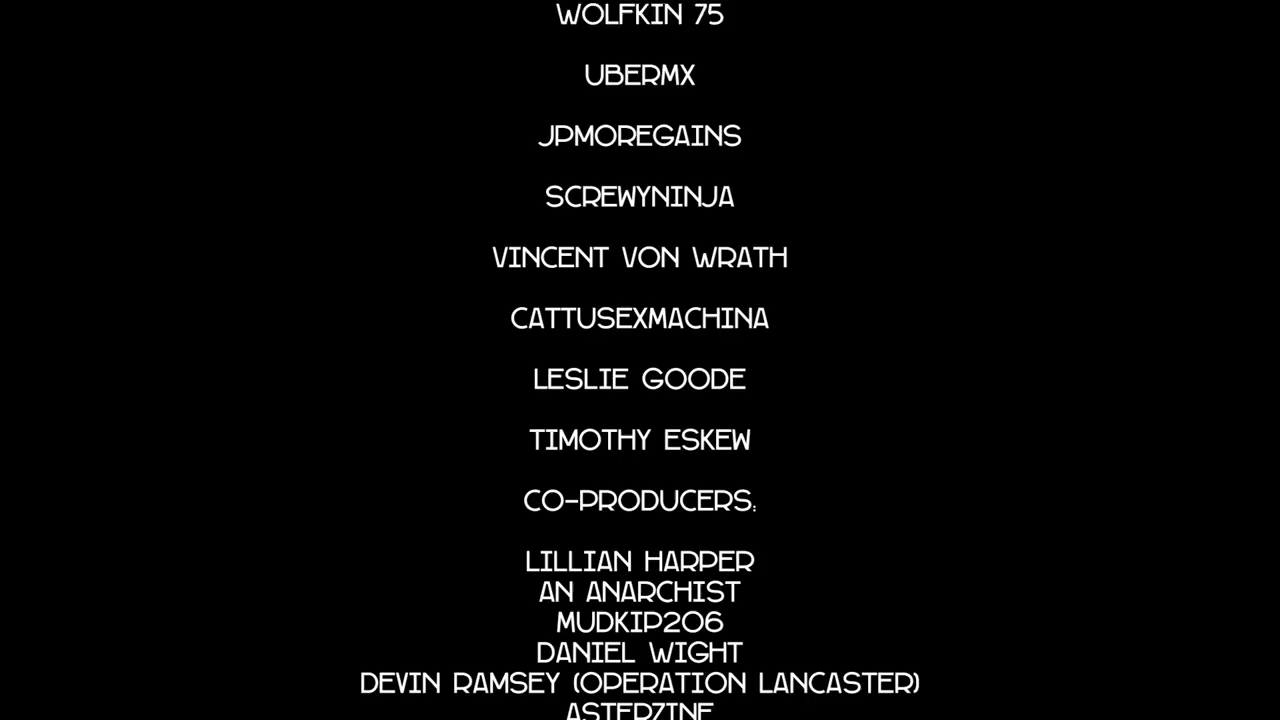 WOLFKIN 75
UBERMX
JPMOREGAINS
SCREWYNINJA
VINCENT VON WRATH
CATTUSEXMACHINA
LESLIE GOODE
TIMOTHY ESKEW
CO-PRODUCERS:
LILLIAN HARPER
AN ANARCHIST
MUDKIP206
DANIEL WIGHT
DEVIN RAMSEY (OPERATION LANCASTER)
ASTERZINE